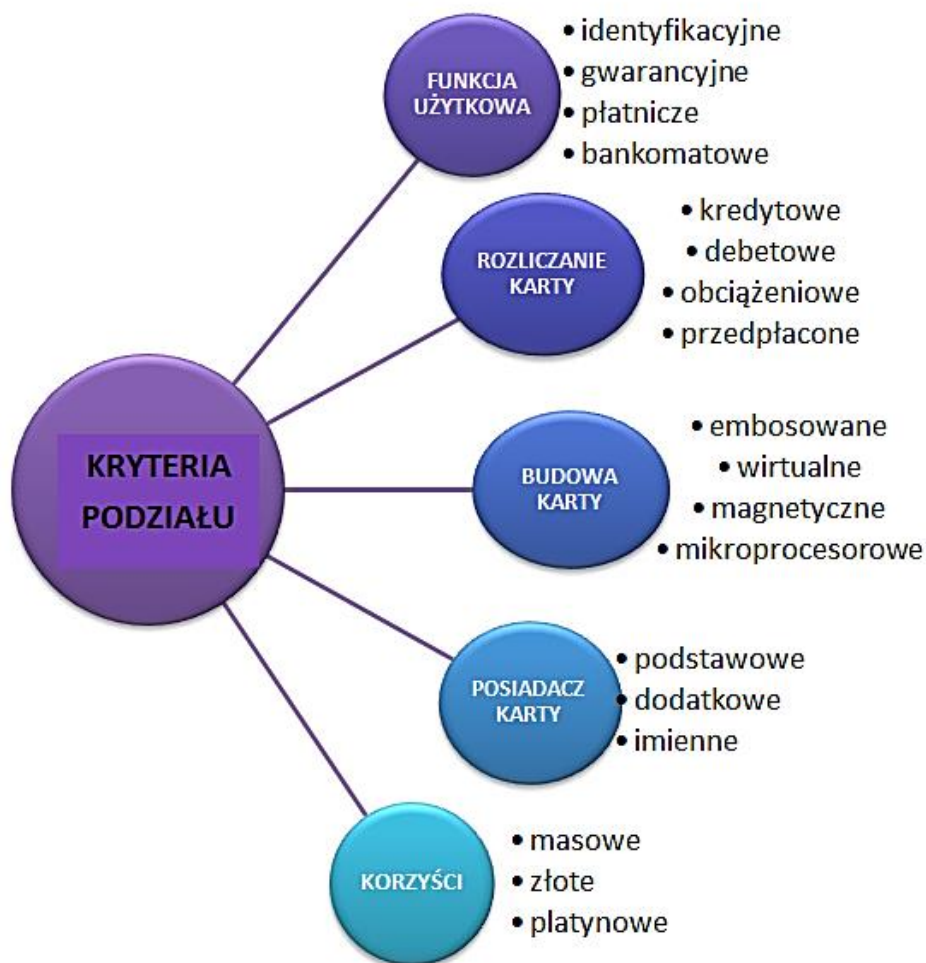 FUNKCJA
UŻYTKOWA
• identyfikacyjne
• gwarancyjne
• płatnicze
• bankomatowe
ROZLICZANIE
KARTY
• kredytowe
• debetowe
• obciążeniowe
• przedpłacone
KRYTERIA
PODZIAŁU
BUDOWA
KARTY
• embosowane
• wirtualne
• magnetyczne
• mikroprocesorowe
POSIADACZ
KARTY
• podstawowe
• dodatkowe
• imienne
KORZYŚCI
• masowe
• złote
• platynowe